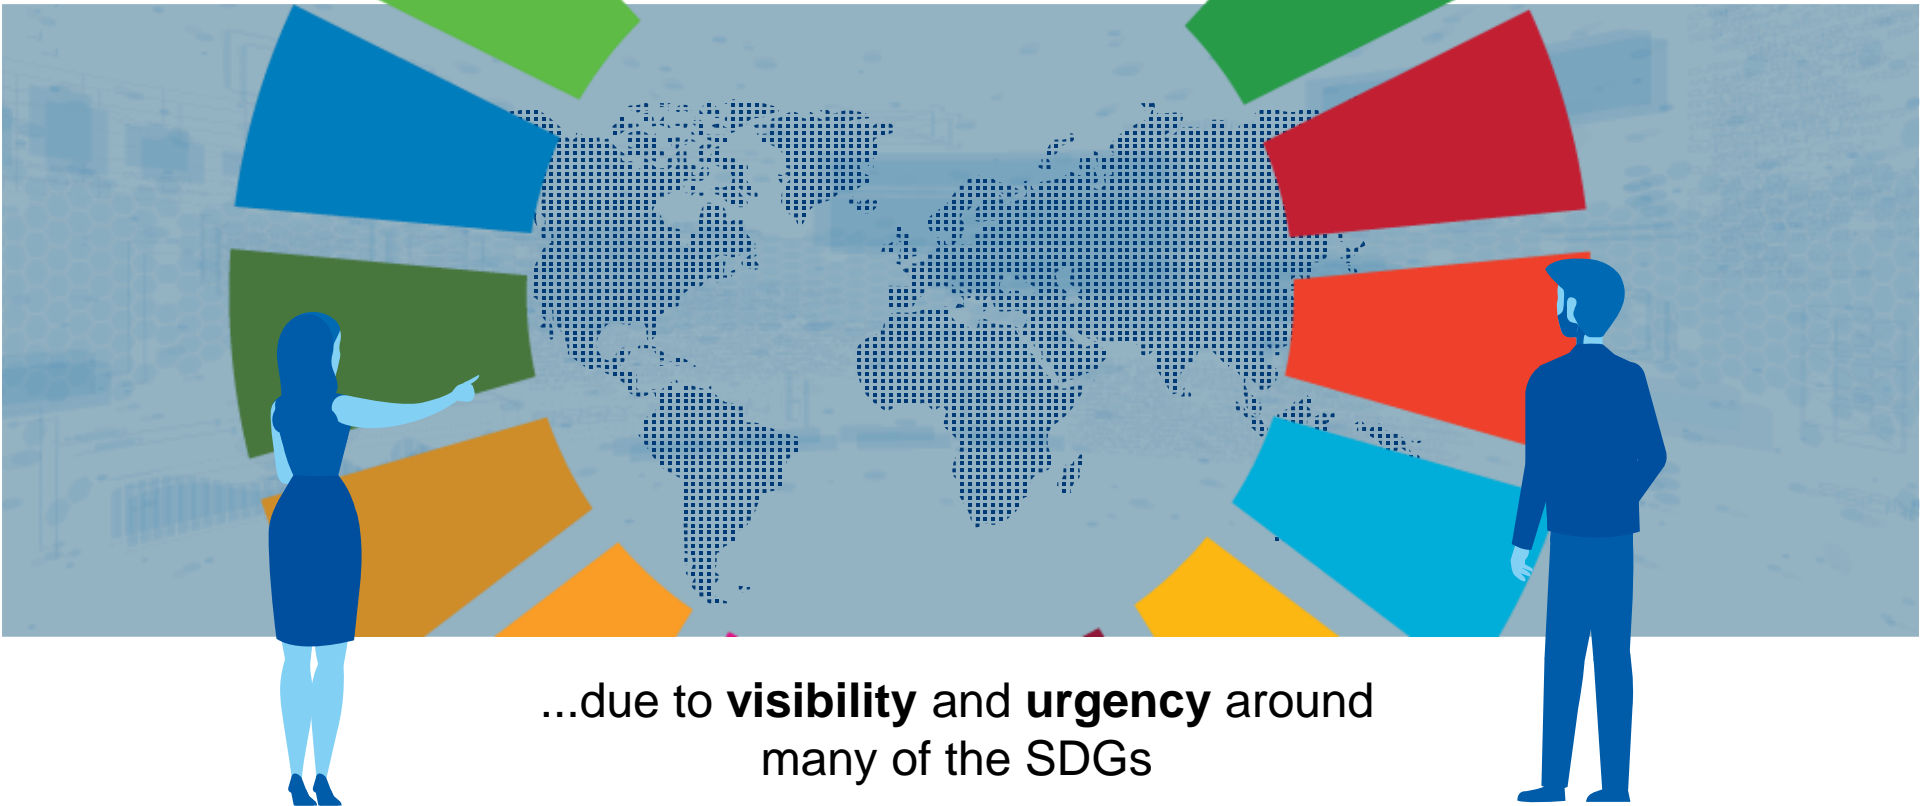 ...due to visibility and urgency around
many of the SDGs